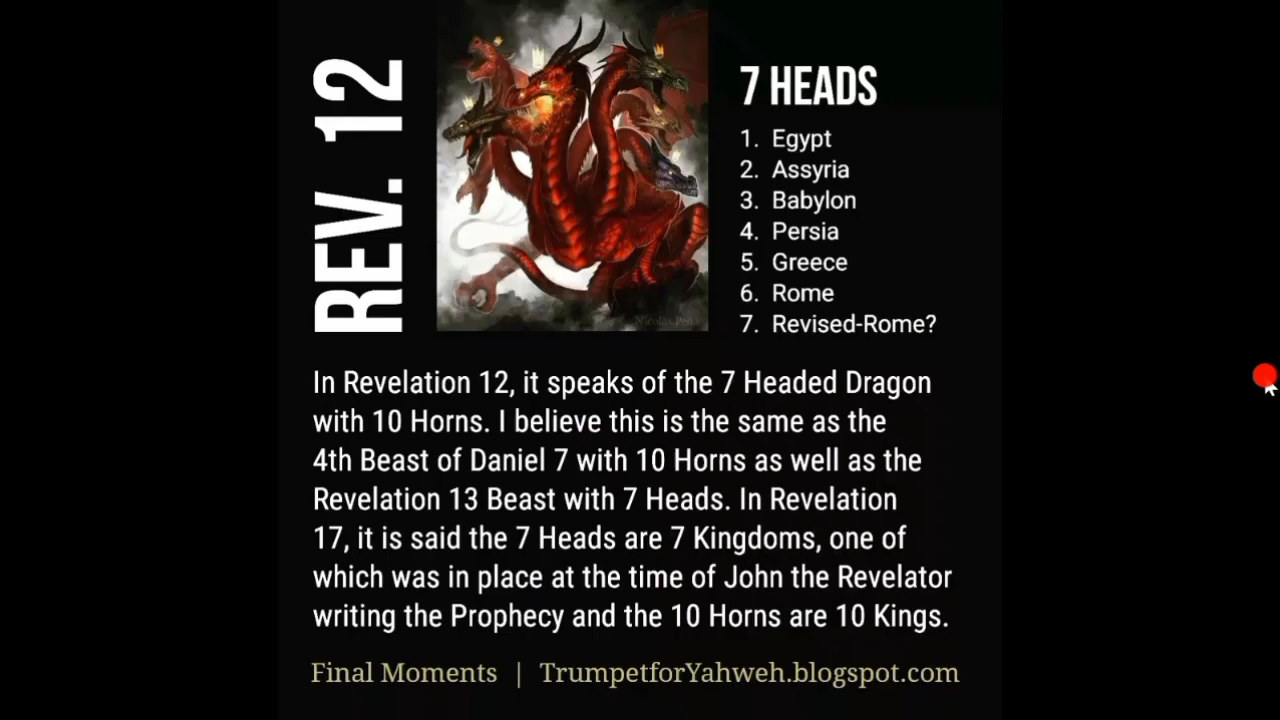 REV. 12
7 HEADS
1. Egypt
2. Assyria
3. Babylon
4. Persia
5. Greece
6. Rome
7. Revised-Rome?
In Revelation 12, it speaks of the 7 Headed Dragon
with 10 Horns. I believe this is the same as the
4th Beast of Daniel 7 with 10 Horns as well as the
Revelation 13 Beast with 7 Heads. In Revelation
17, it is said the 7 Heads are 7 Kingdoms, one of
which was in place at the time of John the Revelator
writing the Prophecy and the 10 Horns are 10 Kings.
Final Moments | TrumpetforYahweh.blogspot.com